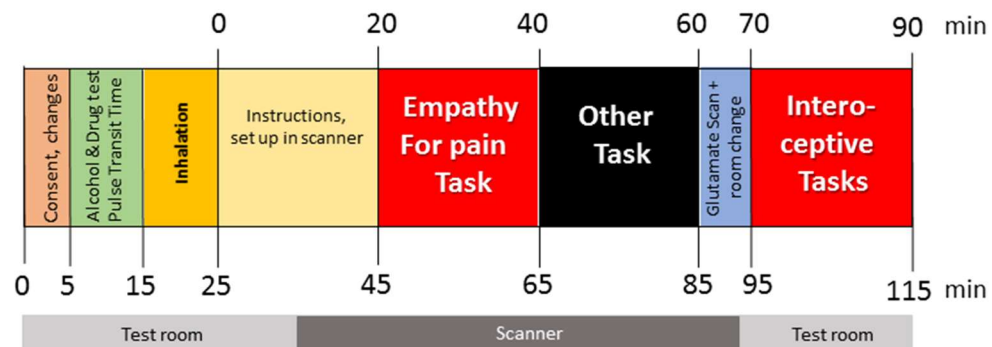 0 20 40 60 70 90 min
Consent, changes
Alcohol & Drug test
Pulse Transit Time
Inhalation
Instructions,
set up in scanner
Empathy
For pain
Task
Other
Task
Glutamate Scan +
room change
Intero-
ceptive
Tasks
0 5 15 25 45 65 85 95 115 min
Test room Scanner Test room